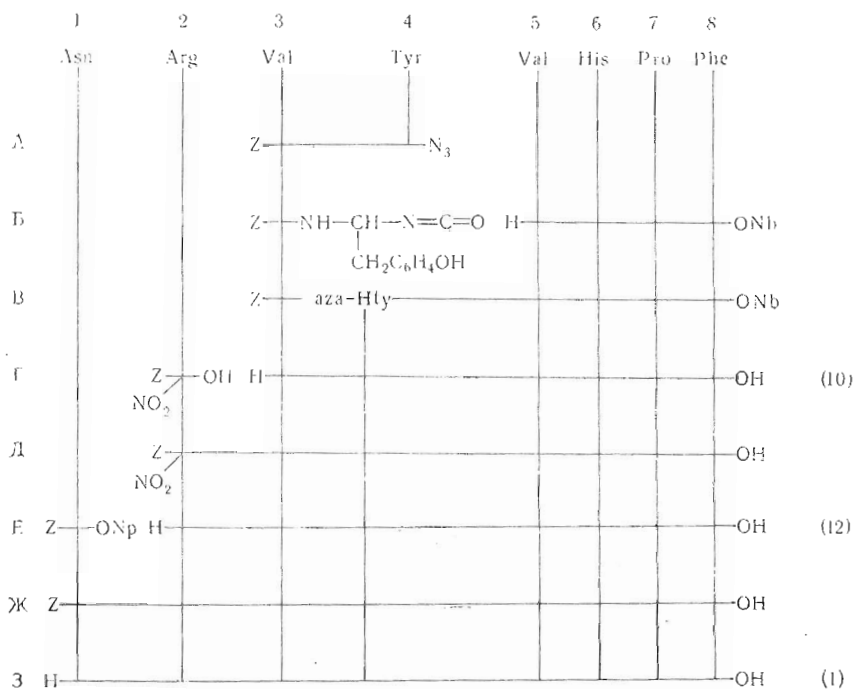 1 2 3 4 5 6 7 8
Asn Arg Val Tyr Val His Pro Phe
А Z N₃
Б Z NH—CH—N=C=O H ONb
CH₂C₆H₄OH
В Z aza-Hty ONb
Г Z OH H OH (10)
NO₂
Д Z OH
NO₂
Е Z ONp H OH (12)
Ж Z OH
З H OH (1)